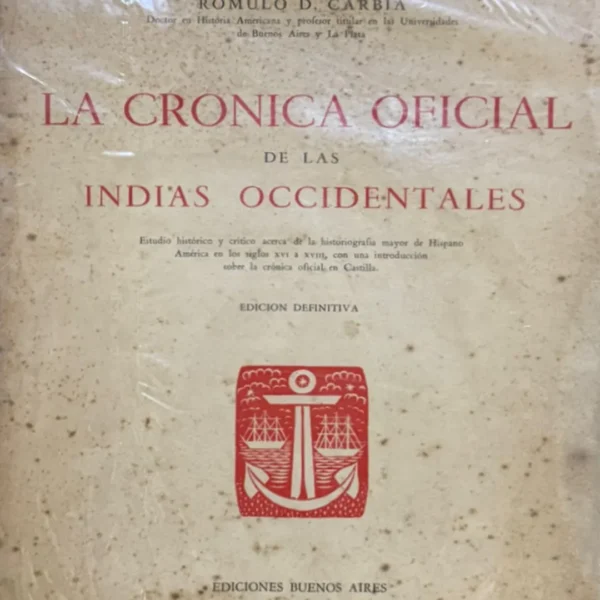 ROMULO D. CARBIA
Doctor en História Americana y profesor titular en las Universidades
de Buenos Aires y La Plata
LA CRONICA OFICIAL
DE LAS
INDIAS OCCIDENTALES
Estudio histórico y crítico acerca de la historiografía mayor de Hispano
América en los siglos XVI a XVIII, con una introducción
sobre la crónica oficial en Castilla.
EDICION DEFINITIVA
EDICIONES BUENOS AIRES